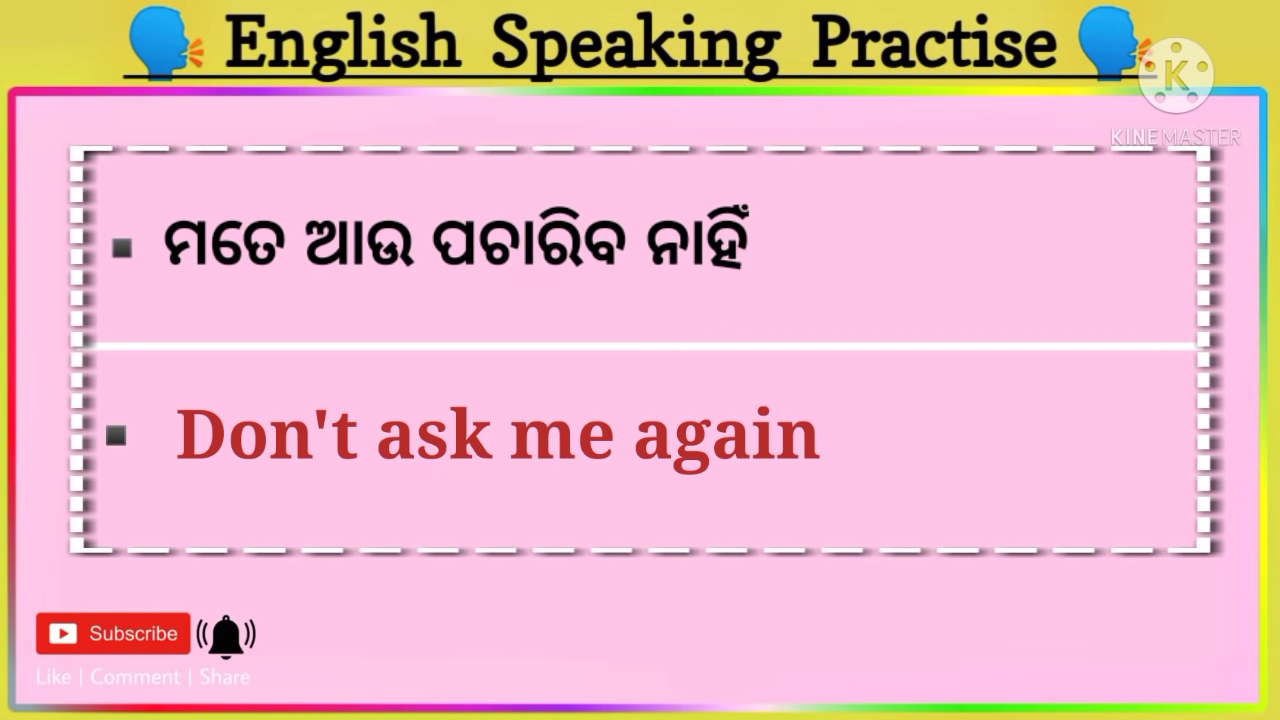 English Speaking Practise
KINEMASTER
ମତେ ଆଉ ପଚାରିବ ନାହିଁ
Don't ask me again
Subscribe
Like | Comment | Share